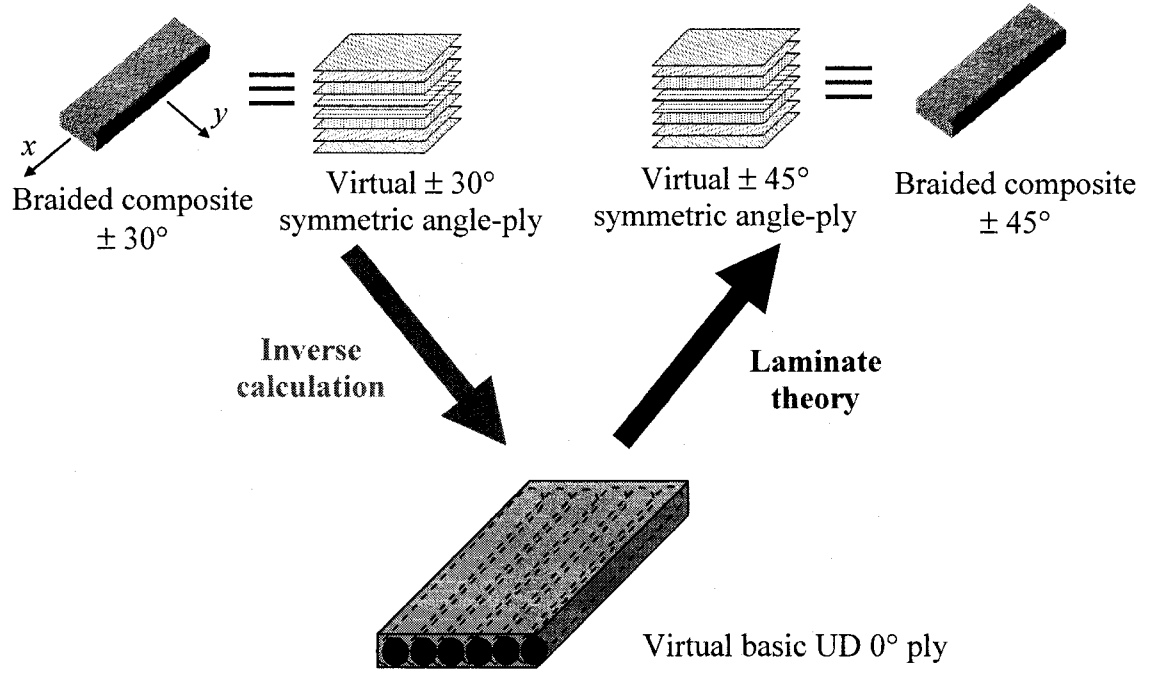 x
y
Braided composite
± 30°
Virtual ± 30°
symmetric angle-ply
Virtual ± 45°
symmetric angle-ply
Braided composite
± 45°
Inverse
calculation
Laminate
theory
Virtual basic UD 0° ply